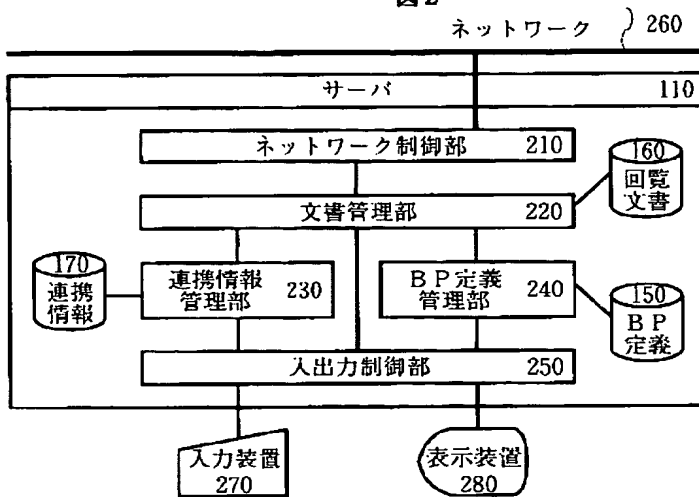 図2
ネットワーク 260
サーバ 110
ネットワーク制御部 210
160
回覧
文書
文書管理部 220
170
連携
情報
連携情報
管理部 230
BP定義
管理部 240
150
BP
定義
入出力制御部 250
入力装置
270
表示装置
280